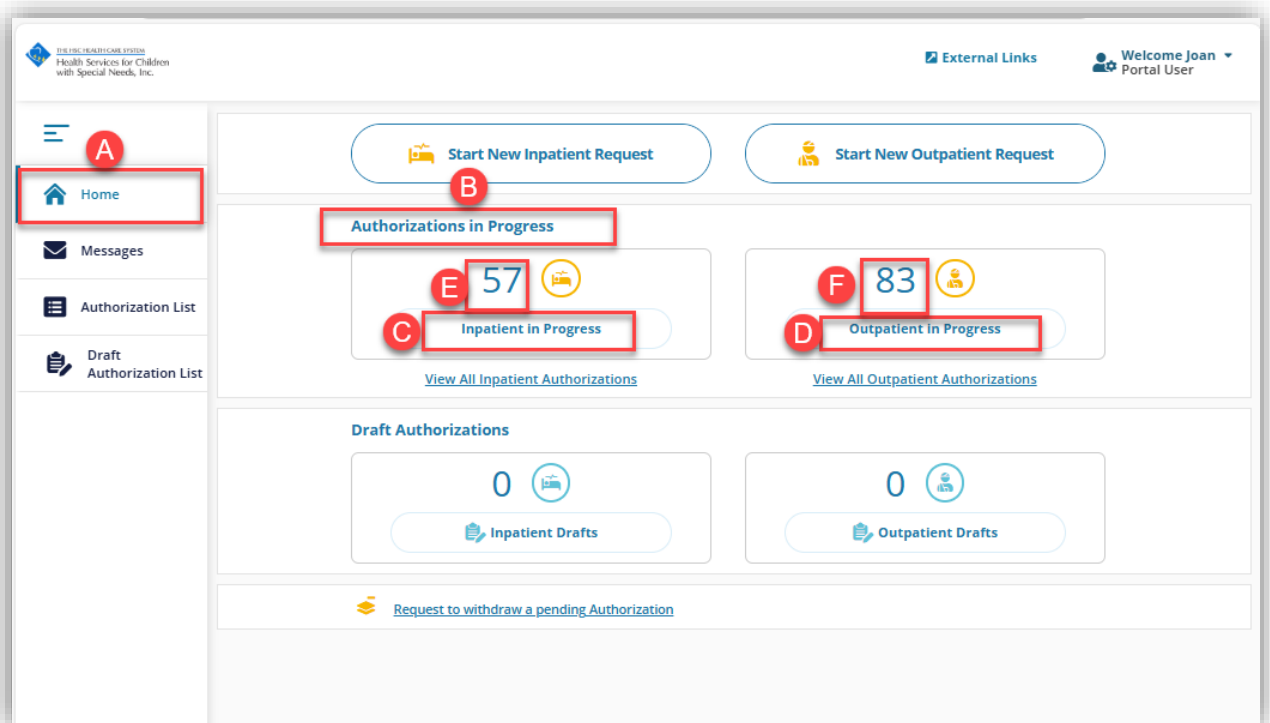 THE HSC HEALTH CARE SYSTEM
Health Services for Children
with Special Needs, Inc.
External Links
Welcome Joan
Portal User
A
Home
Messages
Authorization List
Draft
Authorization List
Start New Inpatient Request
Start New Outpatient Request
B
Authorizations in Progress
E
57
F
83
C
Inpatient in Progress
D
Outpatient in Progress
View All Inpatient Authorizations
View All Outpatient Authorizations
Draft Authorizations
0
0
Inpatient Drafts
Outpatient Drafts
Request to withdraw a pending Authorization